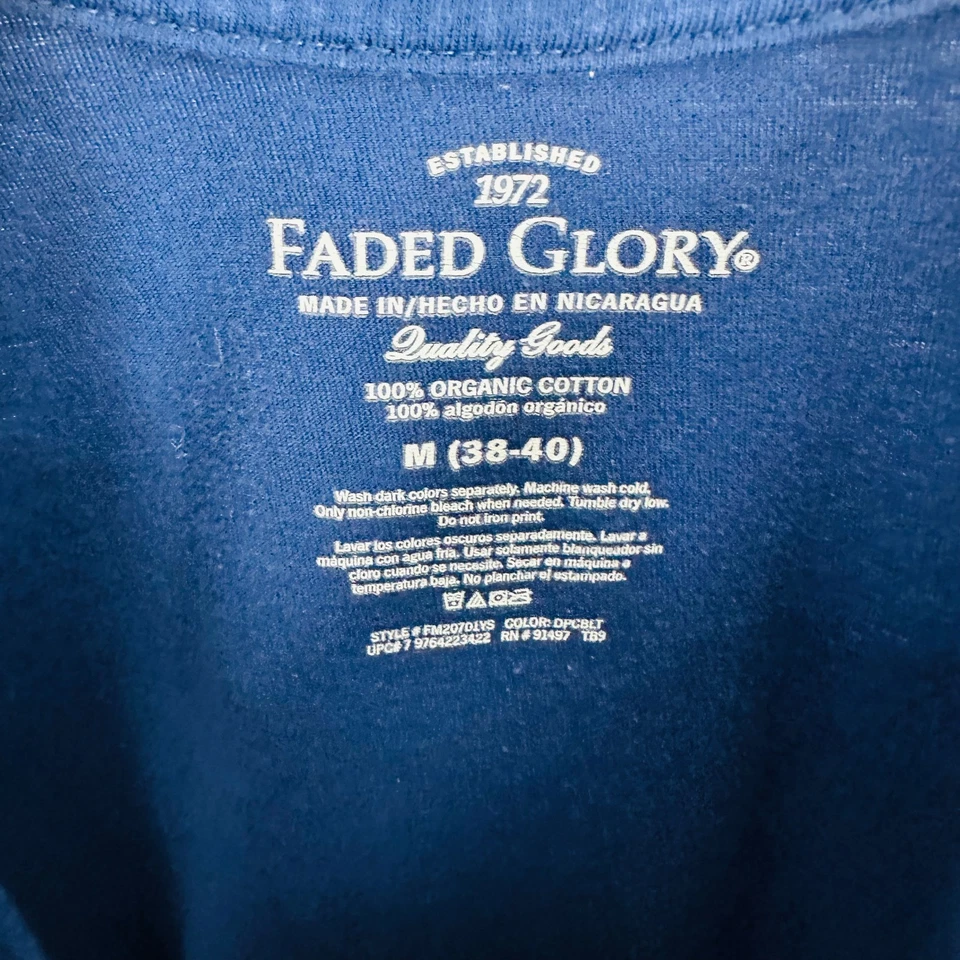 ESTABLISHED
1972
FADED GLORY®
MADE IN/HECHO EN NICARAGUA
Quality Goods
100% ORGANIC COTTON
100% algodón orgánico
M (38-40)
Wash dark colors separately. Machine wash cold.
Only non-chlorine bleach when needed. Tumble dry low.
Do not iron print.
Lavar los colores oscuros separadamente. Lavar a
máquina con agua fría. Usar solamente blanqueador sin
cloro cuando se necesite. Secar en máquina a
temperatura baja. No planchar el estampado.
STYLE # FM20701YS COLOR: DPCBLT
UPC# 7 9764223422 RN # 91497 TB9